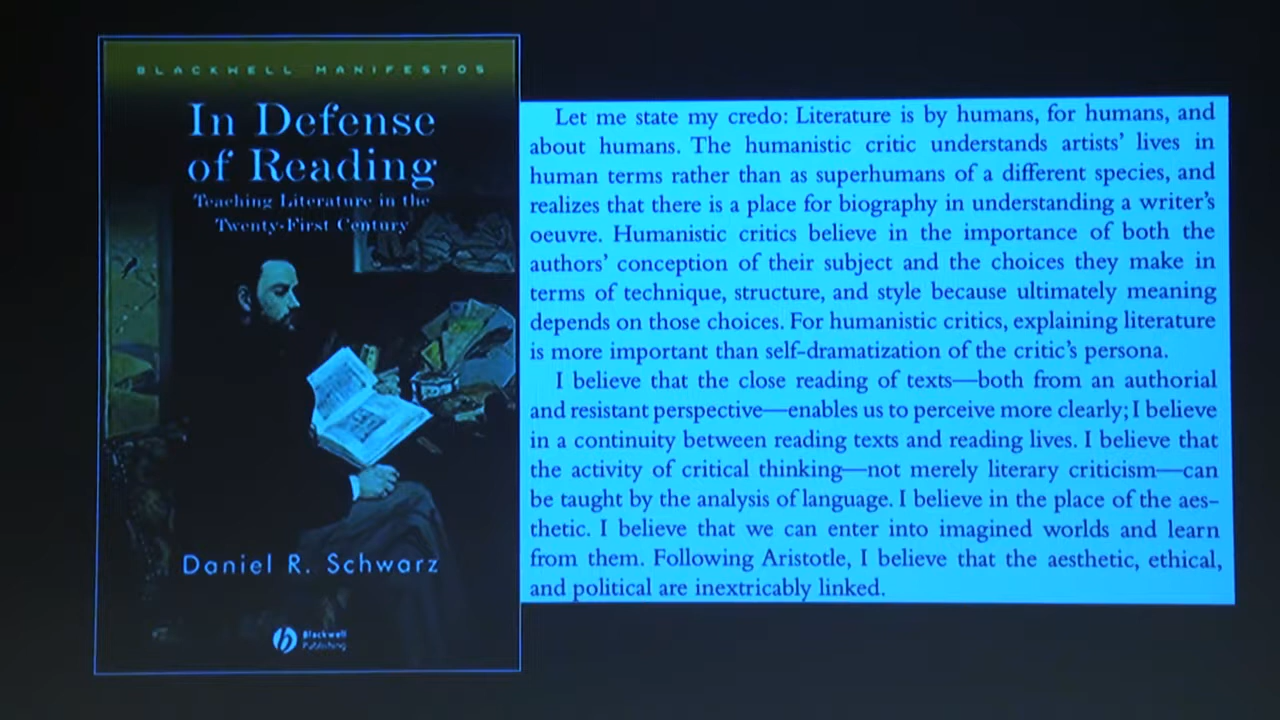 BLACKWELL MANIFESTOS
In Defense
of Reading
Teaching Literature in the
Twenty-First Century
Daniel R. Schwarz
Blackwell
Publishing
Let me state my credo: Literature is by humans, for humans, and
about humans. The humanistic critic understands artists’ lives in
human terms rather than as superhumans of a different species, and
realizes that there is a place for biography in understanding a writer’s
oeuvre. Humanistic critics believe in the importance of both the
authors’ conception of their subject and the choices they make in
terms of technique, structure, and style because ultimately meaning
depends on those choices. For humanistic critics, explaining literature
is more important than self-dramatization of the critic’s persona.
I believe that the close reading of texts—both from an authorial
and resistant perspective—enables us to perceive more clearly; I believe
in a continuity between reading texts and reading lives. I believe that
the activity of critical thinking—not merely literary criticism—can
be taught by the analysis of language. I believe in the place of the aes-
thetic. I believe that we can enter into imagined worlds and learn
from them. Following Aristotle, I believe that the aesthetic, ethical,
and political are inextricably linked.